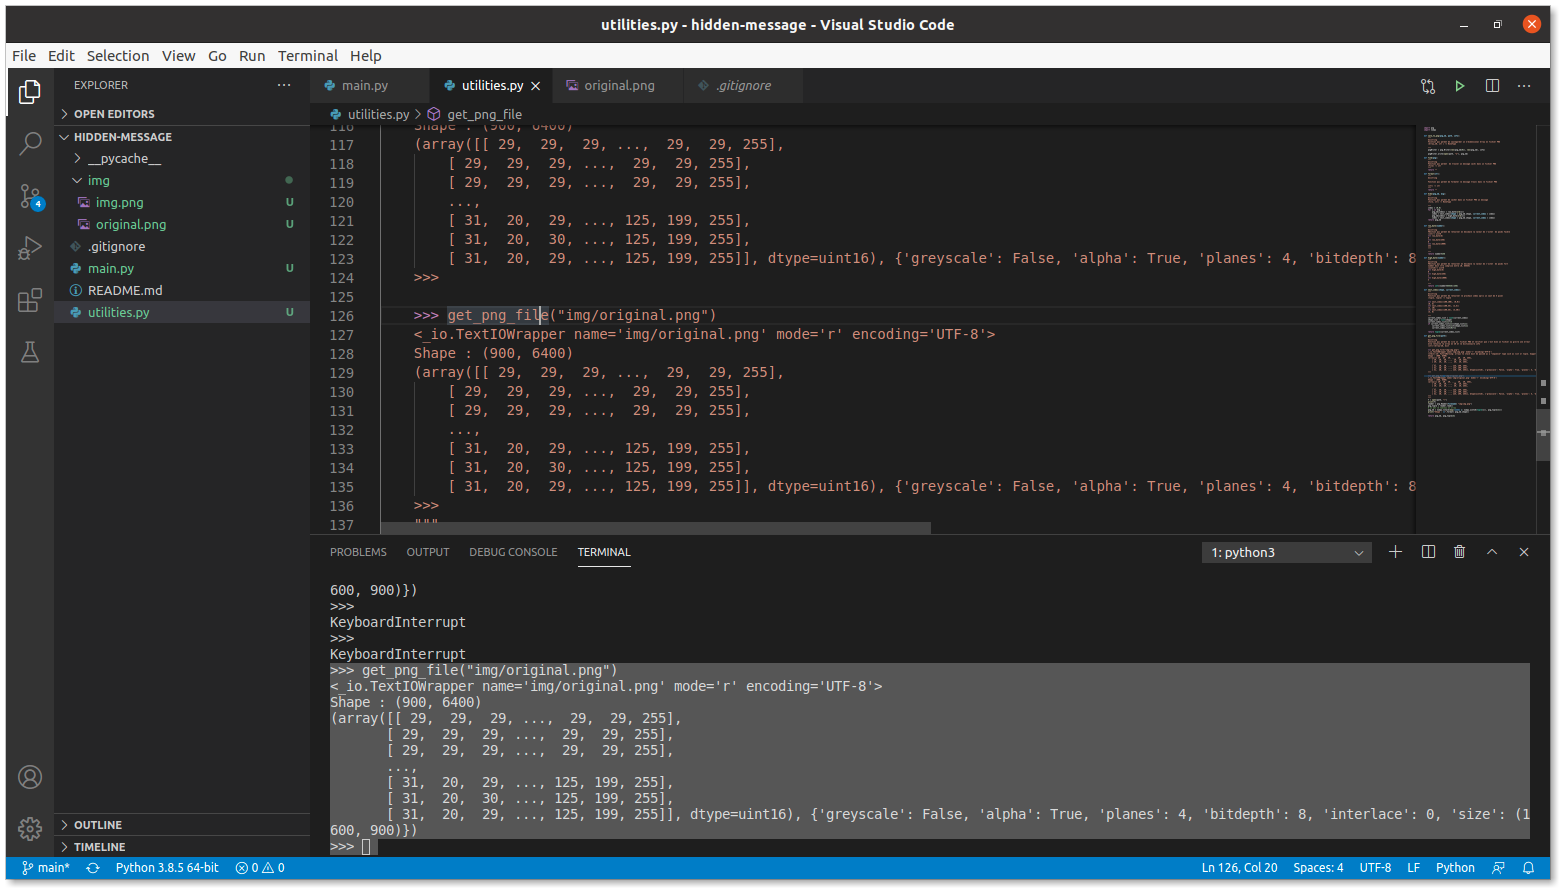 utilities.py - hidden-message - Visual Studio Code
File Edit Selection View Go Run Terminal Help
EXPLORER
OPEN EDITORS
HIDDEN-MESSAGE
__pycache__
img
img.png U
original.png U
.gitignore
main.py U
README.md
utilities.py U
OUTLINE
TIMELINE
4
main.py utilities.py original.png .gitignore
utilities.py > get_png_file
116 Shape : (900, 6400)
117 (array([[ 29,  29,  29, ...,  29,  29, 255],
118 [ 29,  29,  29, ...,  29,  29, 255],
119 [ 29,  29,  29, ...,  29,  29, 255],
120 ...,
121 [ 31,  20,  29, ..., 125, 199, 255],
122 [ 31,  20,  30, ..., 125, 199, 255],
123 [ 31,  20,  29, ..., 125, 199, 255]], dtype=uint16), {'greyscale': False, 'alpha': True, 'planes': 4, 'bitdepth': 8
124 >>>
125
126 >>> get_png_file("img/original.png")
127 <_io.TextIOWrapper name='img/original.png' mode='r' encoding='UTF-8'>
128 Shape : (900, 6400)
129 (array([[ 29,  29,  29, ...,  29,  29, 255],
130 [ 29,  29,  29, ...,  29,  29, 255],
131 [ 29,  29,  29, ...,  29,  29, 255],
132 ...,
133 [ 31,  20,  29, ..., 125, 199, 255],
134 [ 31,  20,  30, ..., 125, 199, 255],
135 [ 31,  20,  29, ..., 125, 199, 255]], dtype=uint16), {'greyscale': False, 'alpha': True, 'planes': 4, 'bitdepth': 8
136 >>>
137 """
PROBLEMS OUTPUT DEBUG CONSOLE TERMINAL 1: python3
600, 900)})
>>>
KeyboardInterrupt
>>>
KeyboardInterrupt
>>> get_png_file("img/original.png")
<_io.TextIOWrapper name='img/original.png' mode='r' encoding='UTF-8'>
Shape : (900, 6400)
(array([[ 29,  29,  29, ...,  29,  29, 255],
[ 29,  29,  29, ...,  29,  29, 255],
[ 29,  29,  29, ...,  29,  29, 255],
...,
[ 31,  20,  29, ..., 125, 199, 255],
[ 31,  20,  30, ..., 125, 199, 255],
[ 31,  20,  29, ..., 125, 199, 255]], dtype=uint16), {'greyscale': False, 'alpha': True, 'planes': 4, 'bitdepth': 8, 'interlace': 0, 'size': (1
600, 900)})
>>>
main* Python 3.8.5 64-bit 0 0 Ln 126, Col 20 Spaces: 4 UTF-8 LF Python